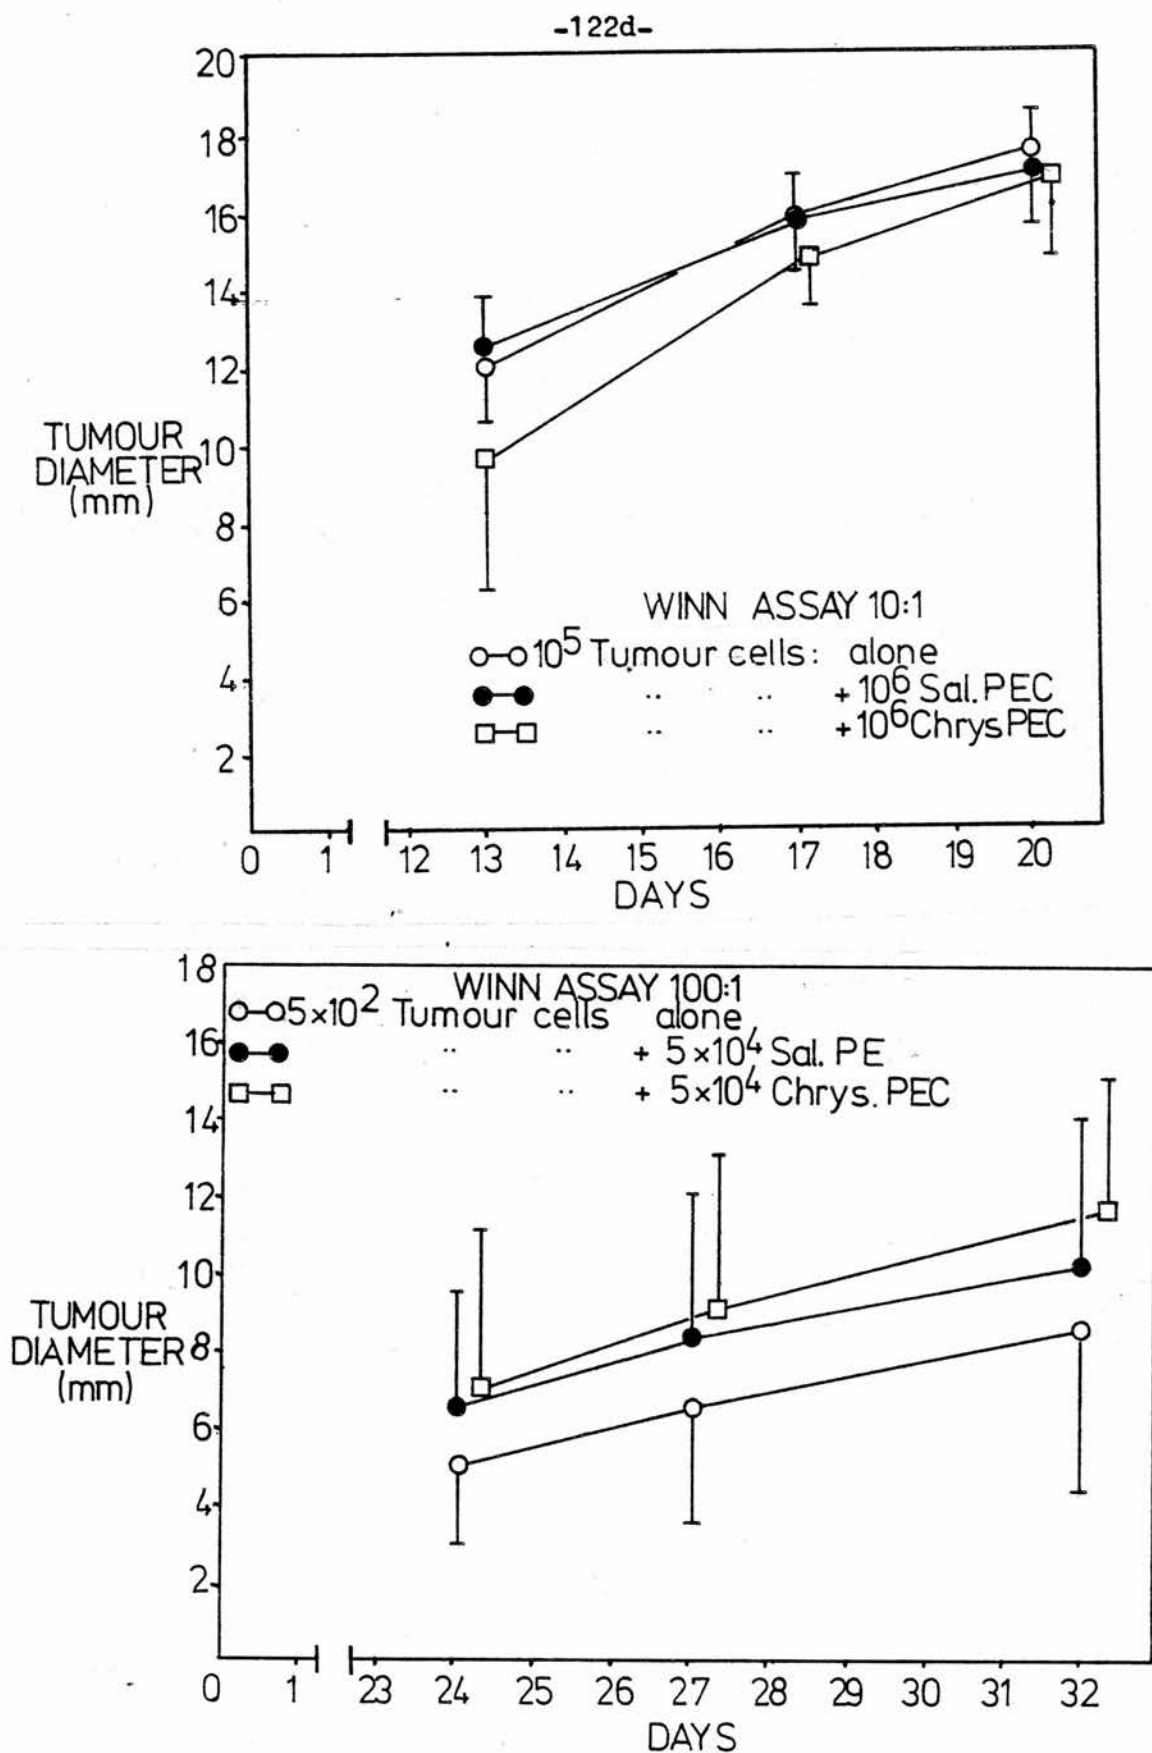 -122d-
20
18
16
14
12
TUMOUR
DIAMETER 10
(mm)
8
6
WINN ASSAY 10:1
10⁵ Tumour cells: alone
4
.. .. + 10⁶ Sal. PEC
.. .. + 10⁶ Chrys PEC
2
0 1 12 13 14 15 16 17 18 19 20
DAYS
18
WINN ASSAY 100:1
5×10² Tumour cells alone
16
.. .. + 5×10⁴ Sal. PE
.. .. + 5×10⁴ Chrys. PEC
14
12
10
TUMOUR
DIAMETER 8
(mm)
6
4
2
0 1 23 24 25 26 27 28 29 30 31 32
DAYS